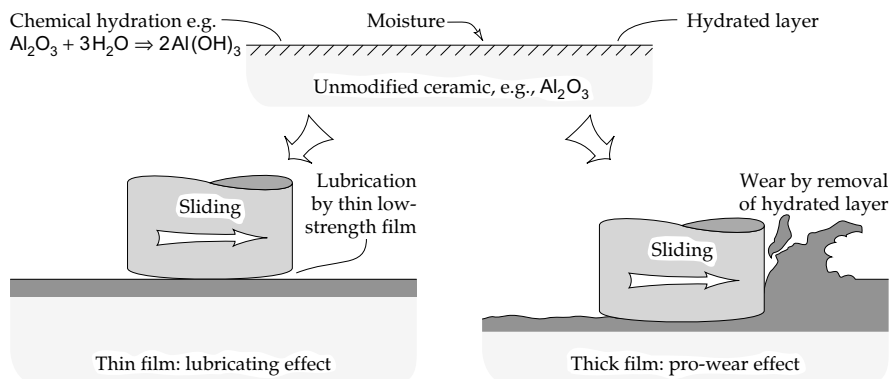 Chemical hydration e.g.
Al₂O₃ + 3H₂O ⇒ 2Al(OH)₃
Moisture
Hydrated layer
Unmodified ceramic, e.g., Al₂O₃
Sliding
Lubrication
by thin low-
strength film
Thin film: lubricating effect
Wear by removal
of hydrated layer
Sliding
Thick film: pro-wear effect